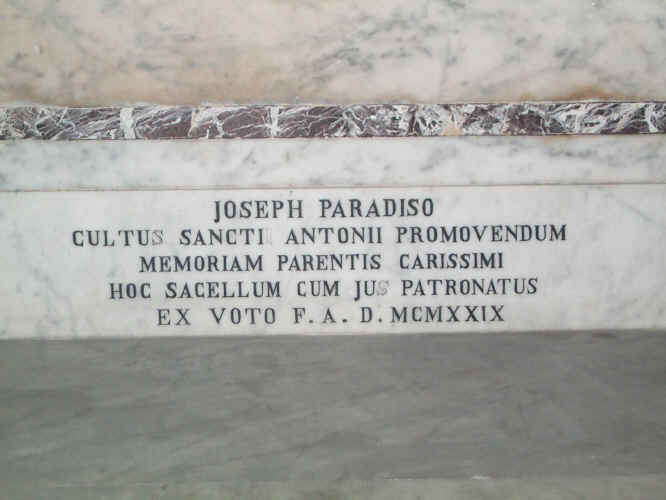 JOSEPH PARADISO
CULTUS SANCTI ANTONII PROMOVENDUM
MEMORIAM PARENTIS CARISSIMI
HOC SACELLUM CUM JUS PATRONATUS
EX VOTO F. A. D. MCMXXIX